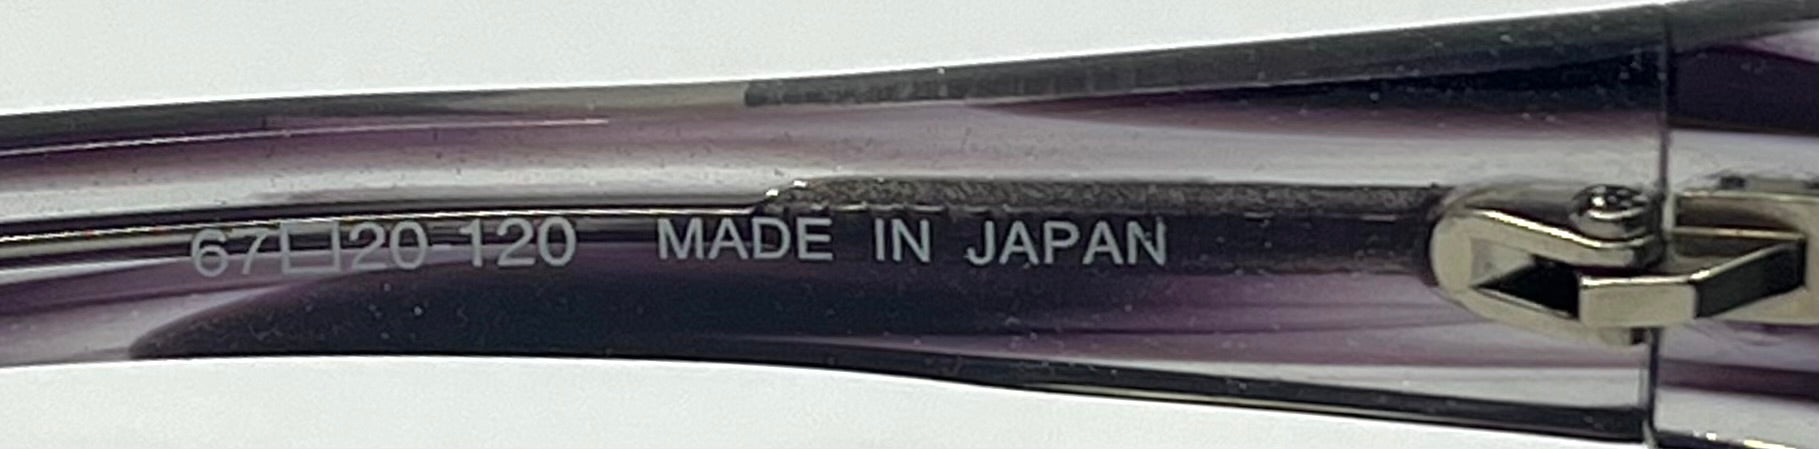 67□20-120 MADE IN JAPAN